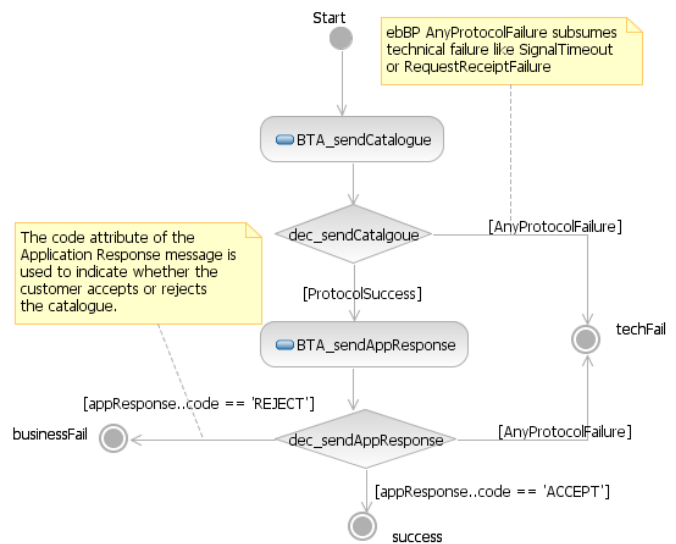 Start
ebBP AnyProtocolFailure subsumes
technical failure like SignalTimeout
or RequestReceiptFailure
BTA_sendCatalogue
dec_sendCatalgoue
[AnyProtocolFailure]
The code attribute of the
Application Response message is
used to indicate whether the
customer accepts or rejects
the catalogue.
[ProtocolSuccess]
techFail
BTA_sendAppResponse
[appResponse..code == 'REJECT']
businessFail
dec_sendAppResponse
[AnyProtocolFailure]
[appResponse..code == 'ACCEPT']
success